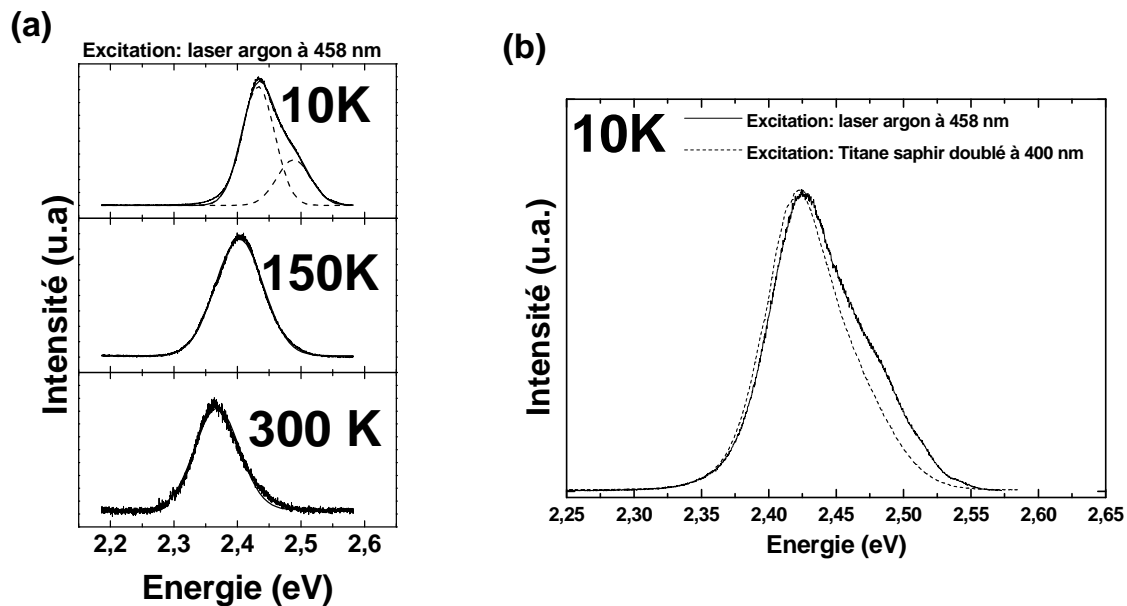 (a)
Excitation: laser argon à 458 nm
10K
150K
300 K
Intensité (u.a)
2,2 2,3 2,4 2,5 2,6
Energie (eV)
(b)
10K
Excitation: laser argon à 458 nm
Excitation: Titane saphir doublé à 400 nm
Intensité (u.a.)
2,25 2,30 2,35 2,40 2,45 2,50 2,55 2,60 2,65
Energie (eV)